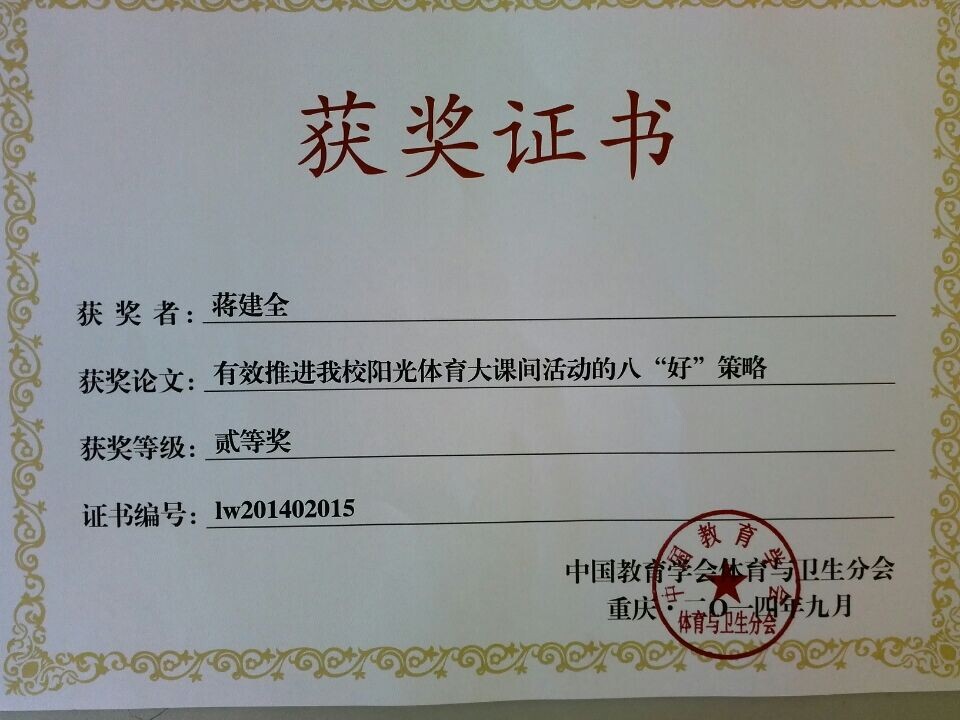 获奖证书
获奖者：蒋建全
获奖论文：有效推进我校阳光体育大课间活动的八“好”策略
获奖等级：贰等奖
证书编号：lw201402015
中国教育学会体育与卫生分会
重庆·二〇一四年九月
中国教育学会
体育与卫生分会